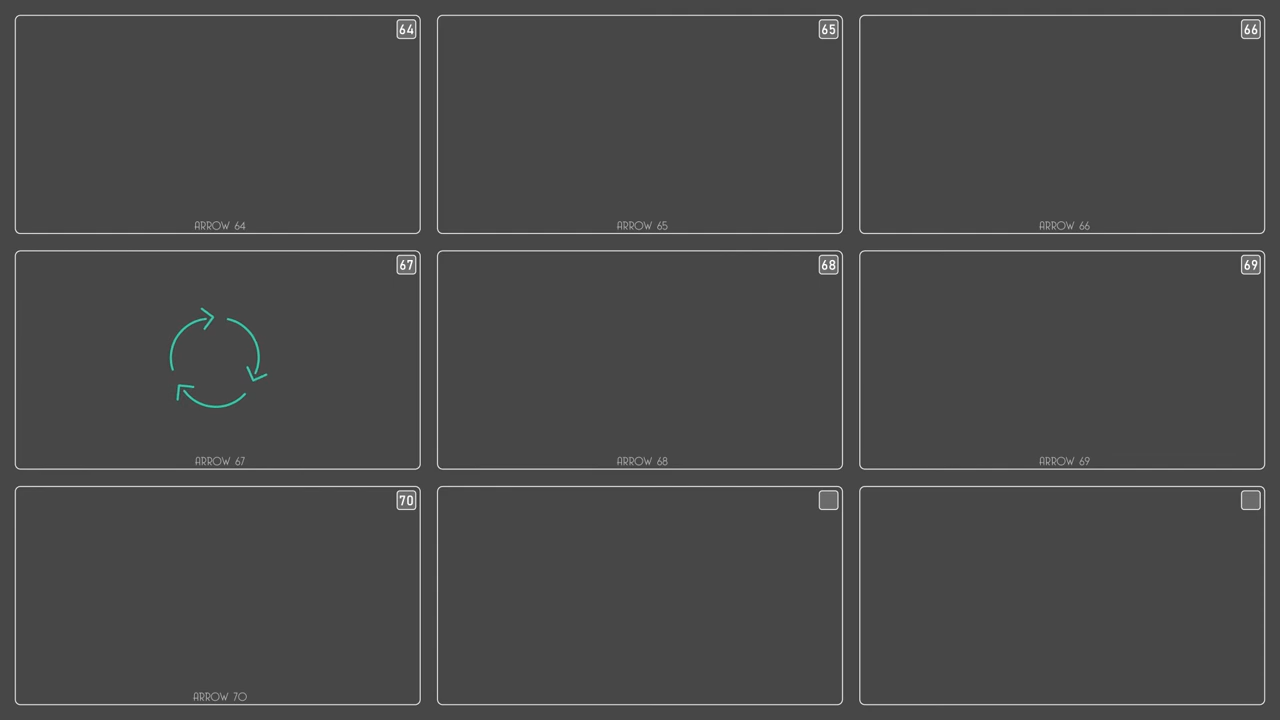 64
65
66
ARROW 64
ARROW 65
ARROW 66
67
68
69
ARROW 67
ARROW 68
ARROW 69
70
ARROW 70